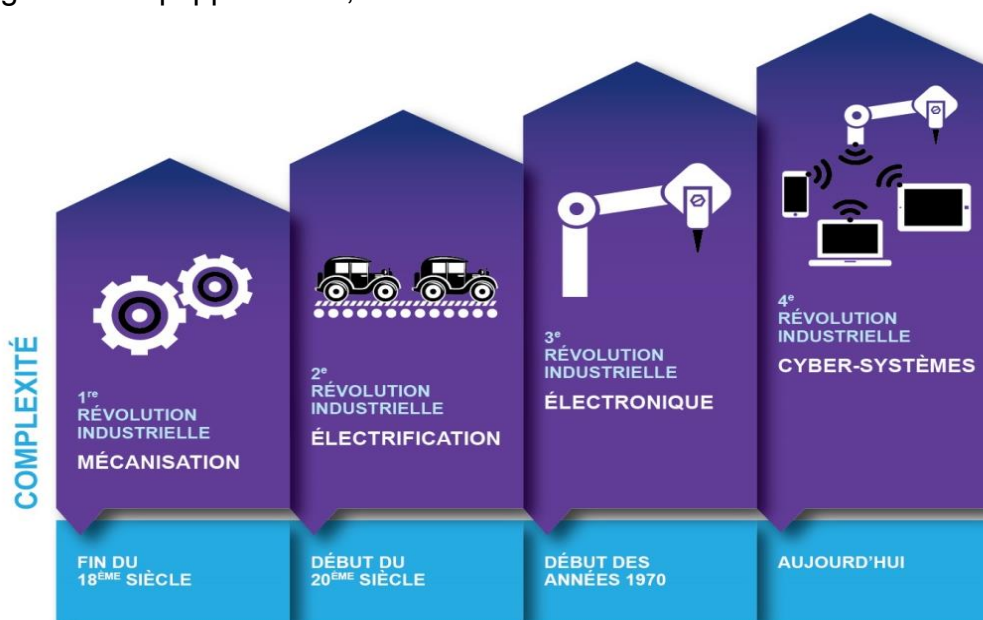 COMPLEXITÉ
1re
RÉVOLUTION
INDUSTRIELLE
MÉCANISATION
FIN DU
18ÈME SIÈCLE
2e
RÉVOLUTION
INDUSTRIELLE
ÉLECTRIFICATION
DÉBUT DU
20ÈME SIÈCLE
3e
RÉVOLUTION
INDUSTRIELLE
ÉLECTRONIQUE
DÉBUT DES
ANNÉES 1970
4e
RÉVOLUTION
INDUSTRIELLE
CYBER-SYSTÈMES
AUJOURD'HUI